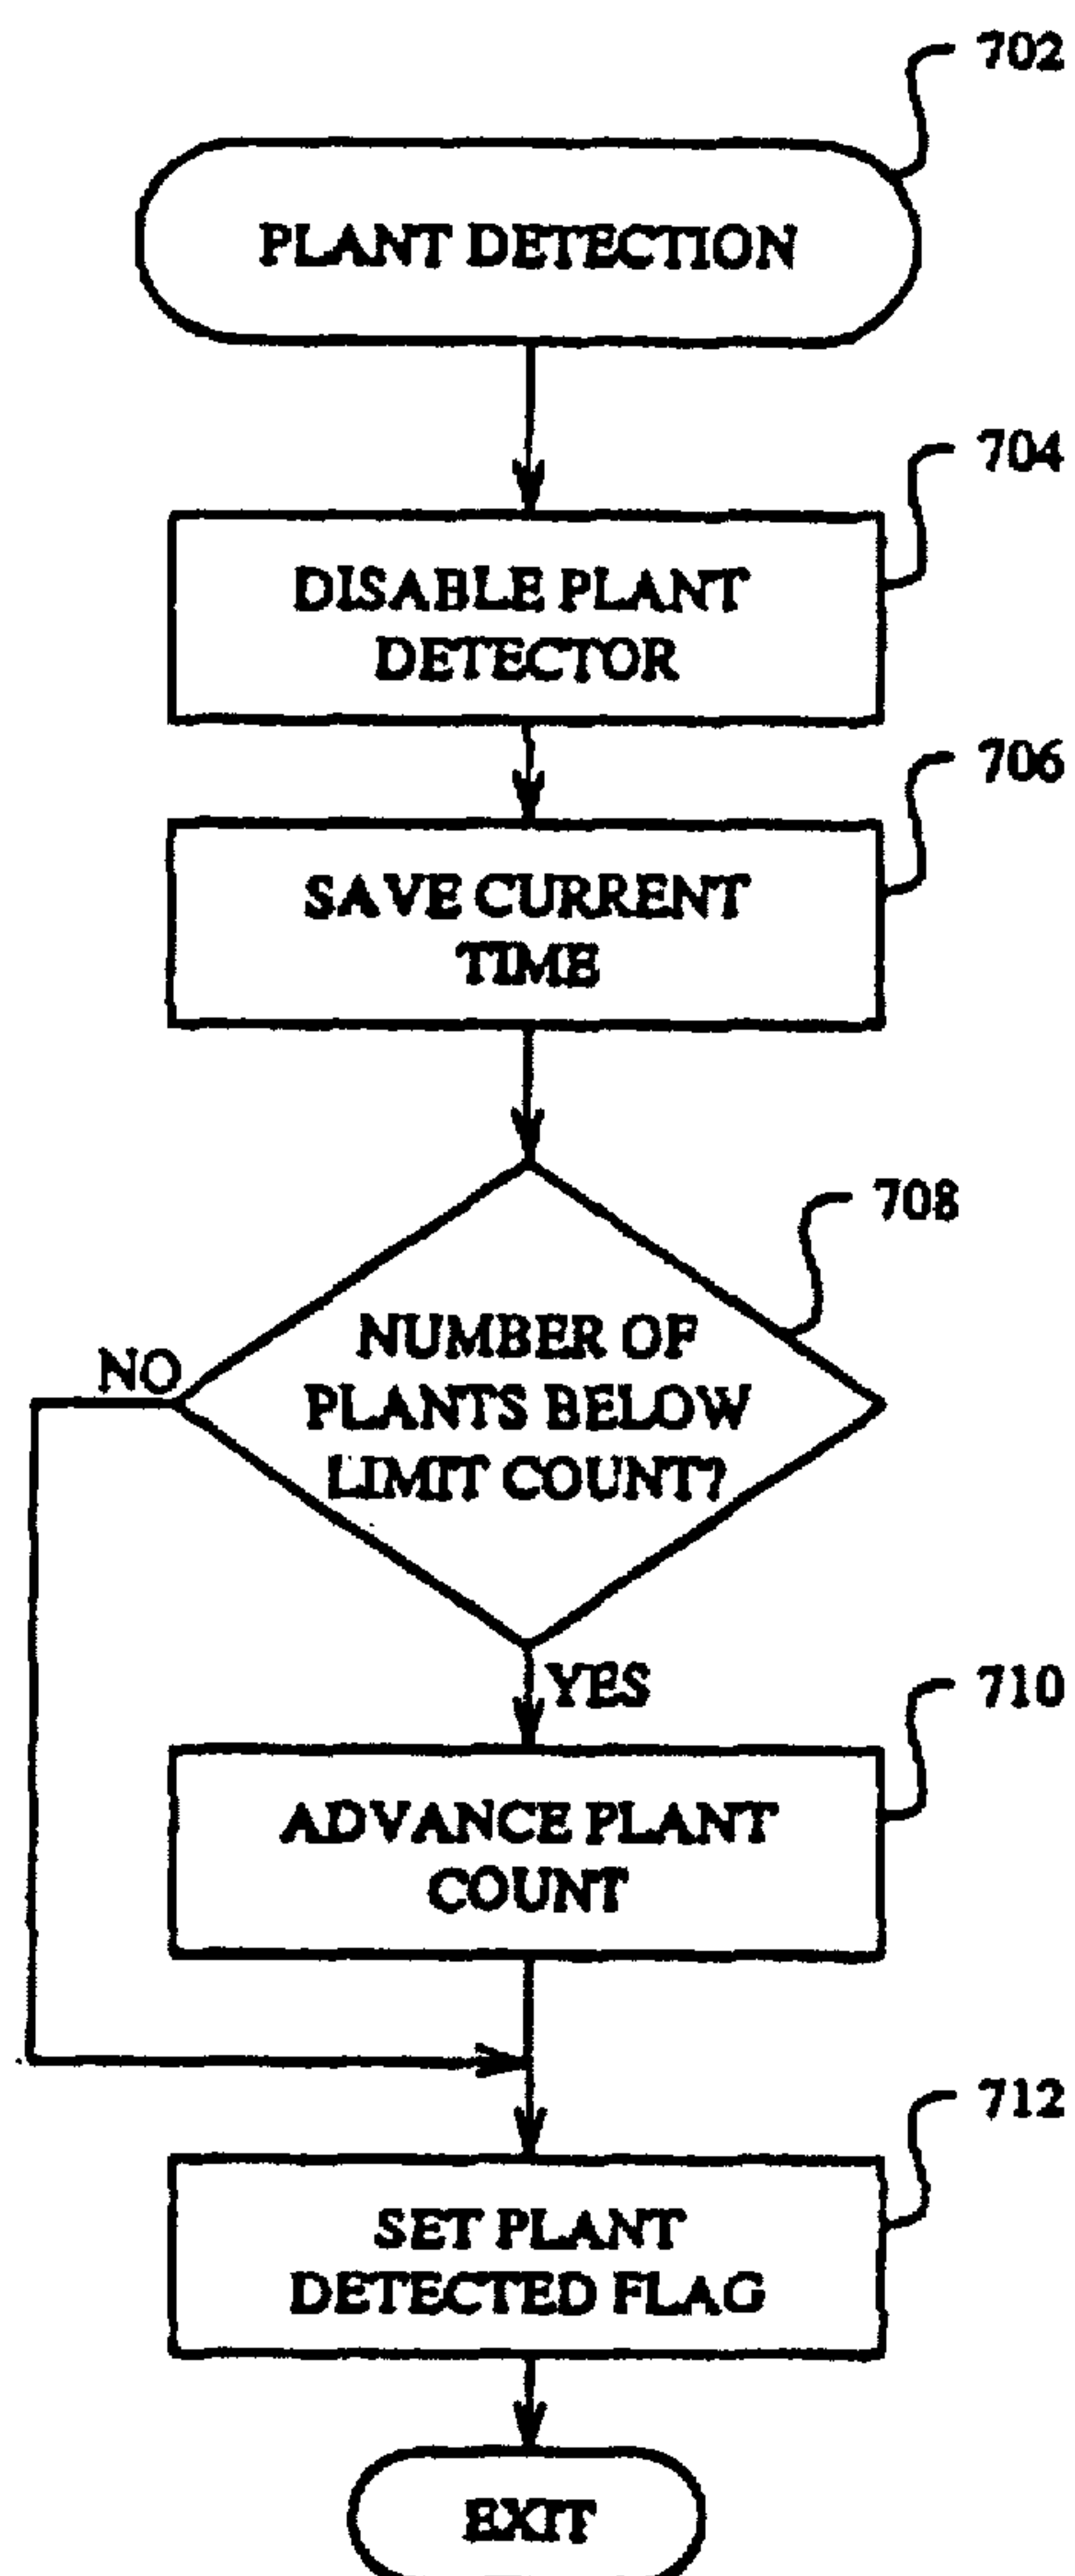 702
PLANT DETECTION
704
DISABLE PLANT
DETECTOR
706
SAVE CURRENT
TIME
708
NUMBER OF
PLANTS BELOW
LIMIT COUNT?
NO
YES
710
ADVANCE PLANT
COUNT
712
SET PLANT
DETECTED FLAG
EXIT